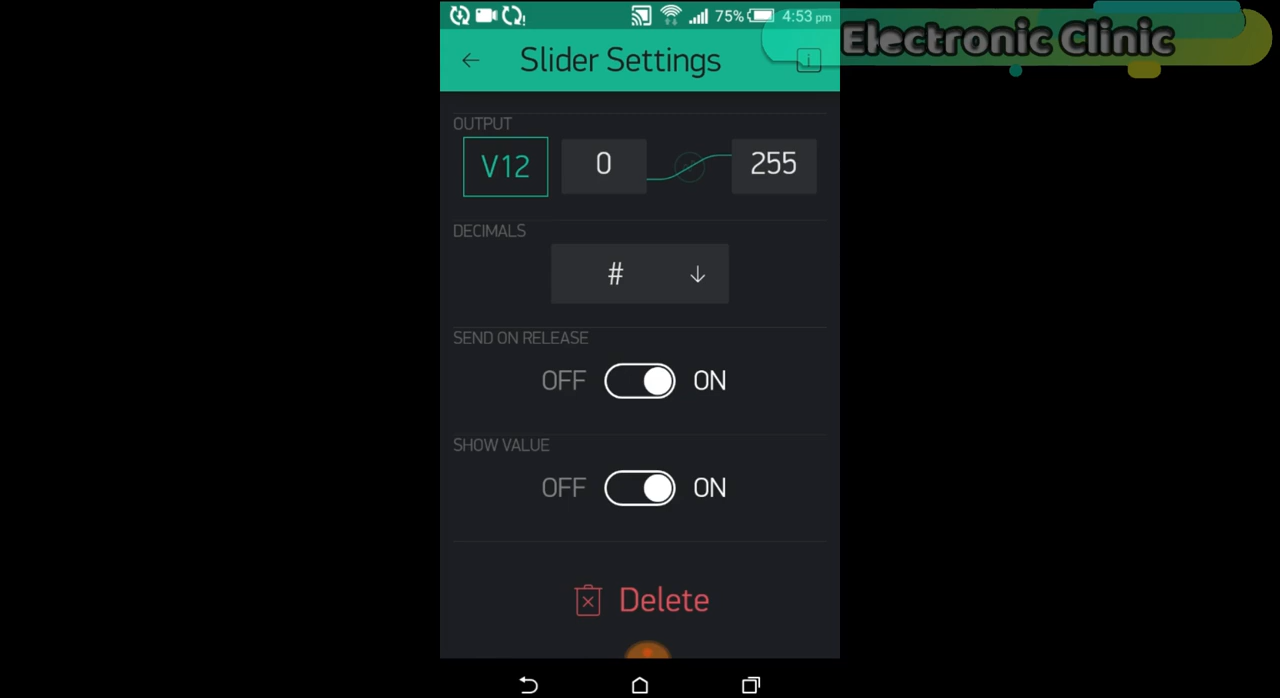 75% 4:53 pm
Electronic Clinic
Slider Settings
OUTPUT
V12 0 255
DECIMALS
#
SEND ON RELEASE
OFF ON
SHOW VALUE
OFF ON
Delete